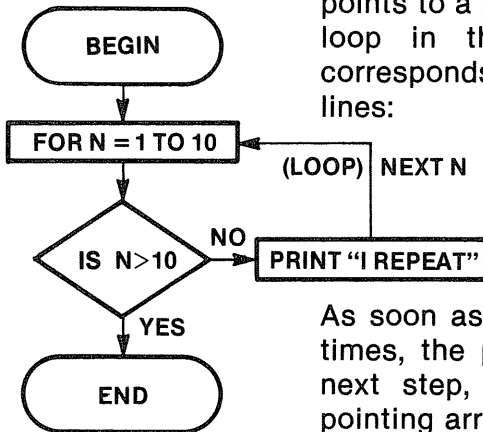 points to a
loop in th
corresponds
lines:
BEGIN
FOR N = 1 TO 10
(LOOP) NEXT N
IS N>10
NO
PRINT “I REPEAT”
YES
END
As soon as
times, the
next step,
pointing arr